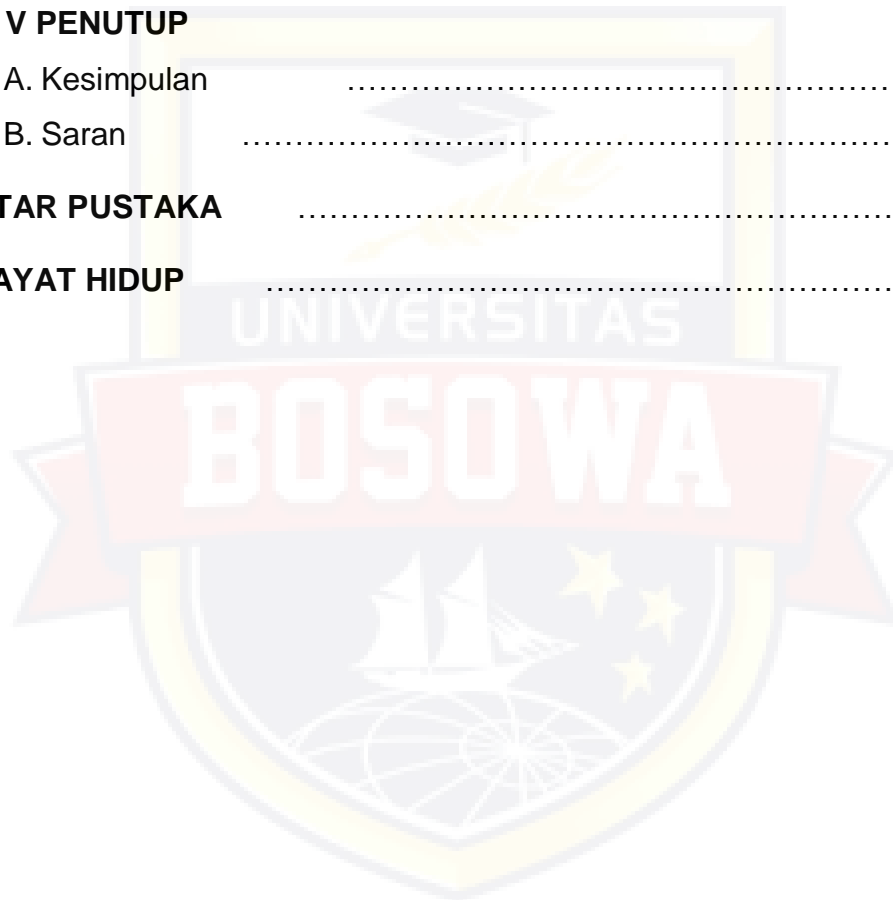 V PENUTUP
A. Kesimpulan ....................................................
B. Saran ..............................................................
TAR PUSTAKA .........................................................
AYAT HIDUP ............................................................
UNIVERSITAS
BOSOWA